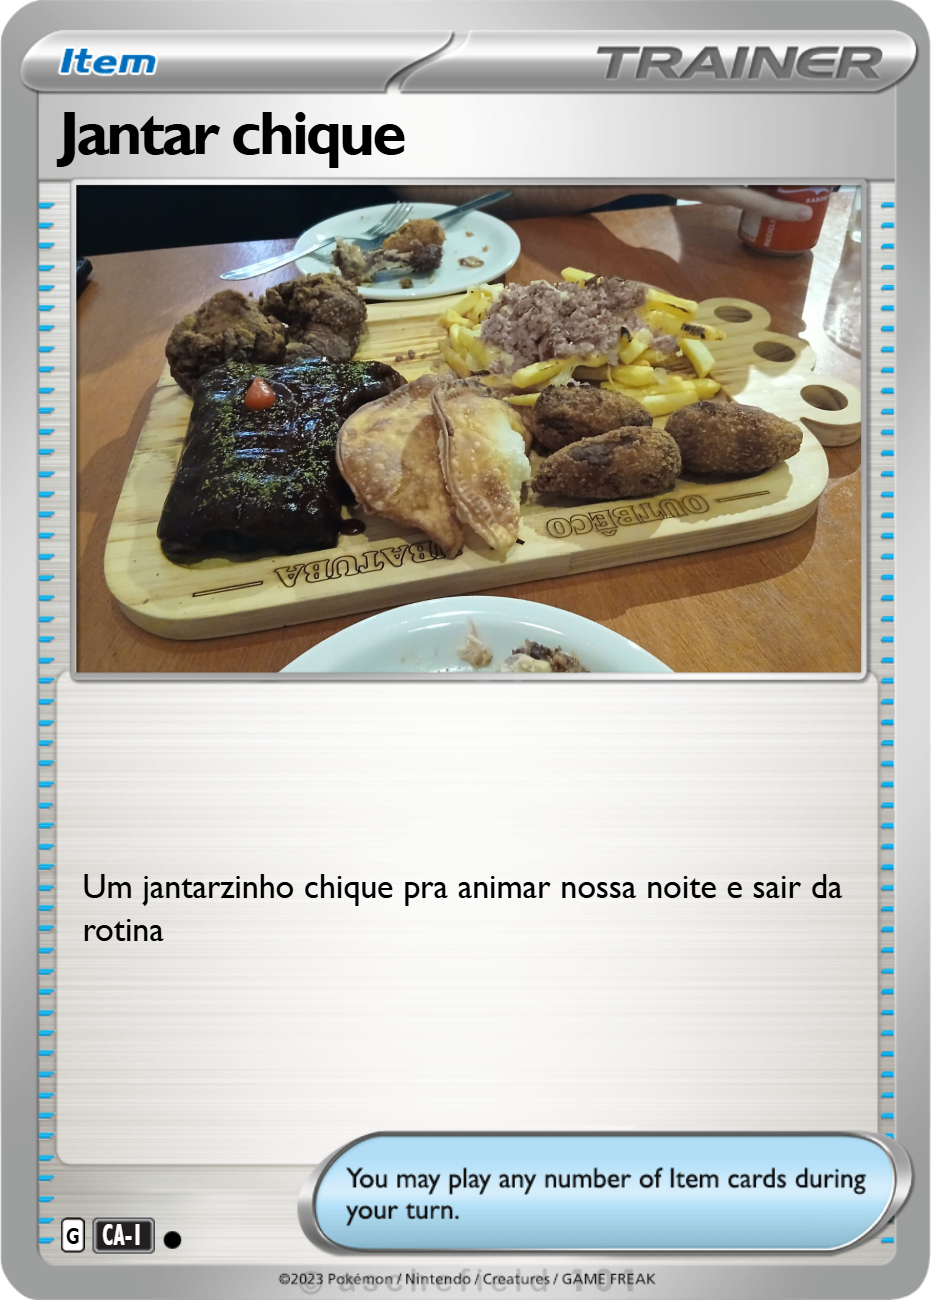 Item
TRAINER
Jantar chique
OUTBÊCO
UBATUBA
Um jantarzinho chique pra animar nossa noite e sair da
rotina
You may play any number of Item cards during
your turn.
G CA-I
©2023 Pokémon / Nintendo / Creatures / GAME FREAK